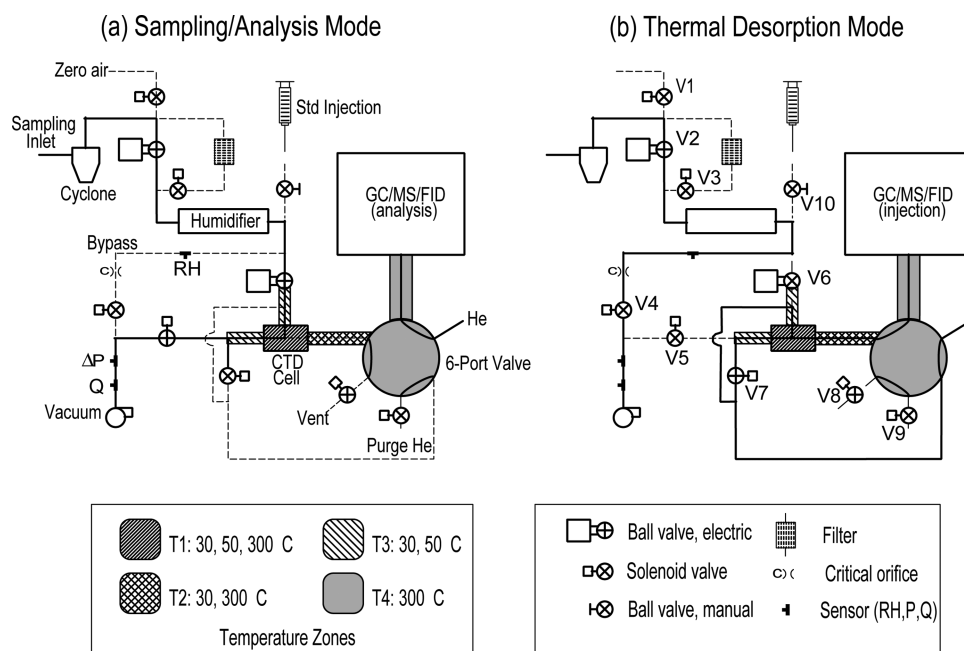 (a) Sampling/Analysis Mode
Zero air
Std Injection
Sampling
Inlet
Cyclone
GC/MS/FID
(analysis)
Humidifier
Bypass
RH
C
He
ΔP
CTD
Cell
6-Port Valve
Q
Vacuum
Vent
Purge He
(b) Thermal Desorption Mode
V1
V2
V3
V10
GC/MS/FID
(injection)
C
V6
V4
V5
V7
V8
V9
T1: 30, 50, 300 C
T3: 30, 50 C
T2: 30, 300 C
T4: 300 C
Temperature Zones
Ball valve, electric
Filter
Solenoid valve
C
Critical orifice
Ball valve, manual
Sensor (RH,P,Q)